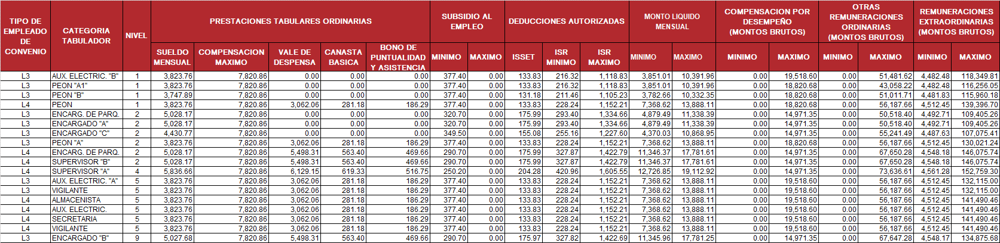 TIPO DE EMPLEADO DE CONVENIO | CATEGORIA TABULADOR | NIVEL | PRESTACIONES TABULARES ORDINARIAS | SUBSIDIO AL EMPLEO | DEDUCCIONES AUTORIZADAS | MONTO LIQUIDO MENSUAL | COMPENSACION POR DESEMPEÑO (MONTOS BRUTOS) | OTRAS REMUNERACIONES ORDINARIAS (MONTOS BRUTOS) | REMUNERACIONES EXTRAORDINARIAS (MONTOS BRUTOS)
SUELDO MENSUAL | COMPENSACION MAXIMO | VALE DE DESPENSA | CANASTA BASICA | BONO DE PUNTUALIDAD Y ASISTENCIA | MINIMO | MAXIMO | ISSET | ISR MINIMO | ISR MAXIMO | MINIMO | MAXIMO | MINIMO | MAXIMO | MINIMO | MAXIMO | MINIMO | MAXIMO
L3 | AUX. ELECTRIC. "B" | 1 | 3,823.76 | 7,820.86 | 0.00 | 0.00 | 0.00 | 377.40 | 0.00 | 133.83 | 216.32 | 1,118.83 | 3,851.01 | 10,391.96 | 0.00 | 19,518.60 | 0.00 | 51,481.62 | 4,482.48 | 118,349.81
L3 | PEON "A1" | 1 | 3,823.76 | 7,820.86 | 0.00 | 0.00 | 0.00 | 377.40 | 0.00 | 133.83 | 216.32 | 1,118.83 | 3,851.01 | 10,391.96 | 0.00 | 18,820.68 | 0.00 | 43,058.22 | 4,482.48 | 116,256.05
L3 | PEON "B" | 1 | 3,747.89 | 7,820.86 | 0.00 | 0.00 | 0.00 | 377.40 | 0.00 | 131.18 | 211.46 | 1,105.23 | 3,782.66 | 10,332.35 | 0.00 | 18,820.68 | 0.00 | 51,011.71 | 4,481.83 | 115,960.18
L4 | PEON | 1 | 3,823.76 | 7,820.86 | 3,062.06 | 281.18 | 186.29 | 377.40 | 0.00 | 133.83 | 228.24 | 1,152.21 | 7,368.62 | 13,888.11 | 0.00 | 18,820.68 | 0.00 | 56,187.66 | 4,512.45 | 139,396.70
L3 | ENCARG. DE PARQ. | 2 | 5,028.17 | 7,820.86 | 0.00 | 0.00 | 0.00 | 320.70 | 0.00 | 175.99 | 293.40 | 1,334.66 | 4,879.49 | 11,338.39 | 0.00 | 14,971.35 | 0.00 | 50,518.40 | 4,492.71 | 109,405.26
L3 | ENCARGADO "A" | 2 | 5,028.17 | 7,820.86 | 0.00 | 0.00 | 0.00 | 320.70 | 0.00 | 175.99 | 293.40 | 1,334.66 | 4,879.49 | 11,338.39 | 0.00 | 14,971.35 | 0.00 | 50,518.40 | 4,492.71 | 109,405.26
L3 | ENCARGADO "C" | 2 | 4,430.77 | 7,820.86 | 0.00 | 0.00 | 0.00 | 349.50 | 0.00 | 155.08 | 255.16 | 1,227.60 | 4,370.03 | 10,868.95 | 0.00 | 14,971.35 | 0.00 | 55,241.49 | 4,487.63 | 107,075.41
L3 | PEON "A" | 2 | 3,823.76 | 7,820.86 | 3,062.06 | 281.18 | 186.29 | 377.40 | 0.00 | 133.83 | 228.24 | 1,152.21 | 7,368.62 | 13,888.11 | 0.00 | 18,820.68 | 0.00 | 56,187.66 | 4,512.45 | 130,021.24
L4 | ENCARG. DE PARQ. | 2 | 5,028.17 | 7,820.86 | 5,498.31 | 563.40 | 469.66 | 290.70 | 0.00 | 175.99 | 327.87 | 1,422.79 | 11,346.37 | 17,781.61 | 0.00 | 14,971.35 | 0.00 | 67,650.28 | 4,548.18 | 146,075.74
L4 | SUPERVISOR "B" | 2 | 5,028.17 | 7,820.86 | 5,498.31 | 563.40 | 469.66 | 290.70 | 0.00 | 175.99 | 327.87 | 1,422.79 | 11,346.37 | 17,781.61 | 0.00 | 14,971.35 | 0.00 | 67,650.28 | 4,548.18 | 146,075.74
L4 | SUPERVISOR "A" | 4 | 5,836.66 | 7,820.86 | 6,129.15 | 619.33 | 516.75 | 250.20 | 0.00 | 204.28 | 420.96 | 1,605.55 | 12,726.85 | 19,112.92 | 0.00 | 14,971.35 | 0.00 | 73,636.61 | 4,561.28 | 152,759.30
L3 | AUX. ELECTRIC. "A" | 5 | 3,823.76 | 7,820.86 | 3,062.06 | 281.18 | 186.29 | 377.40 | 0.00 | 133.83 | 228.24 | 1,152.21 | 7,368.62 | 13,888.11 | 0.00 | 19,518.60 | 0.00 | 56,187.66 | 4,512.45 | 132,115.00
L3 | VIGILANTE | 5 | 3,823.76 | 7,820.86 | 3,062.06 | 281.18 | 186.29 | 377.40 | 0.00 | 133.83 | 228.24 | 1,152.21 | 7,368.62 | 13,888.11 | 0.00 | 19,518.60 | 0.00 | 56,187.66 | 4,512.45 | 132,115.00
L4 | ALMACENISTA | 5 | 3,823.76 | 7,820.86 | 3,062.06 | 281.18 | 186.29 | 377.40 | 0.00 | 133.83 | 228.24 | 1,152.21 | 7,368.62 | 13,888.11 | 0.00 | 19,518.60 | 0.00 | 56,187.66 | 4,512.45 | 141,490.46
L4 | AUX. ELECTRIC. | 5 | 3,823.76 | 7,820.86 | 3,062.06 | 281.18 | 186.29 | 377.40 | 0.00 | 133.83 | 228.24 | 1,152.21 | 7,368.62 | 13,888.11 | 0.00 | 19,518.60 | 0.00 | 56,187.66 | 4,512.45 | 141,490.46
L4 | SECRETARIA | 5 | 3,823.76 | 7,820.86 | 3,062.06 | 281.18 | 186.29 | 377.40 | 0.00 | 133.83 | 228.24 | 1,152.21 | 7,368.62 | 13,888.11 | 0.00 | 19,518.60 | 0.00 | 56,187.66 | 4,512.45 | 141,490.46
L4 | VIGILANTE | 5 | 3,823.76 | 7,820.86 | 3,062.06 | 281.18 | 186.29 | 377.40 | 0.00 | 133.83 | 228.24 | 1,152.21 | 7,368.62 | 13,888.11 | 0.00 | 19,518.60 | 0.00 | 56,187.66 | 4,512.45 | 141,490.46
L3 | ENCARGADO "B" | 9 | 5,027.68 | 7,820.86 | 5,498.31 | 563.40 | 469.66 | 290.70 | 0.00 | 175.97 | 327.82 | 1,422.69 | 11,345.96 | 17,781.25 | 0.00 | 14,971.35 | 0.00 | 67,647.28 | 4,548.17 | 134,875.68